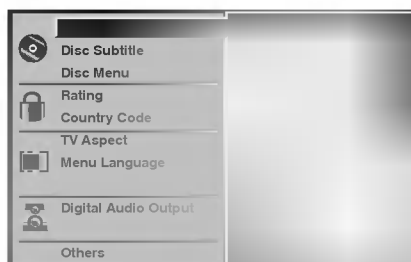 Disc Subtitle
Disc Menu
Rating
Country Code
TV Aspect
Menu Language
Digital Audio Output
Others